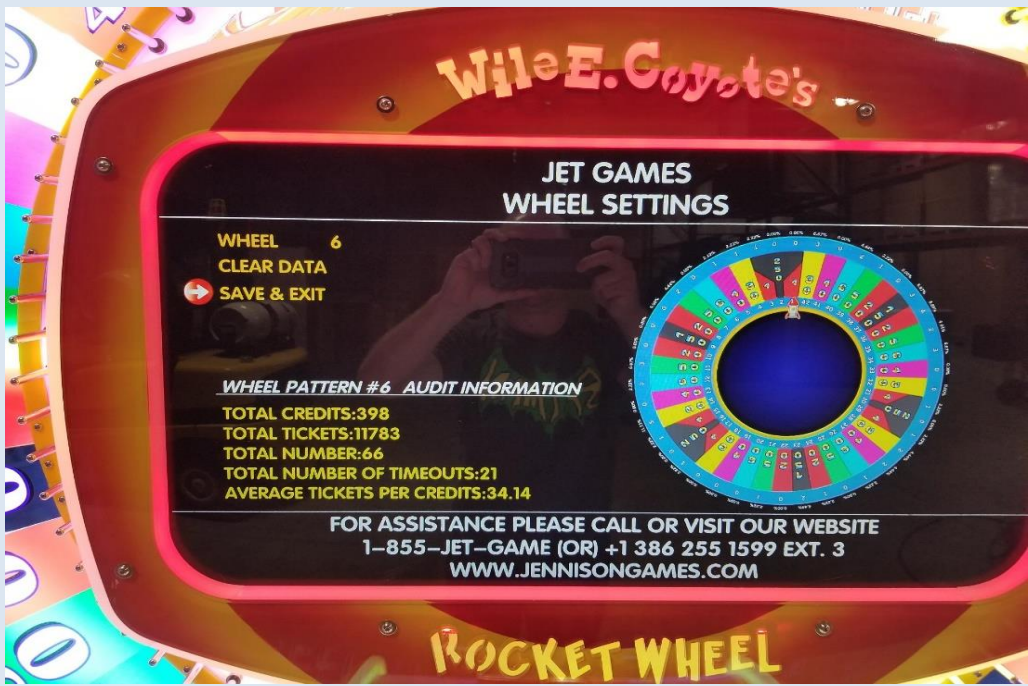 Wile E. Coyote's
JET GAMES
WHEEL SETTINGS
WHEEL 6
CLEAR DATA
SAVE & EXIT
WHEEL PATTERN #6 AUDIT INFORMATION
TOTAL CREDITS:398
TOTAL TICKETS:11783
TOTAL NUMBER:66
TOTAL NUMBER OF TIMEOUTS:21
AVERAGE TICKETS PER CREDITS:34.14
FOR ASSISTANCE PLEASE CALL OR VISIT OUR WEBSITE
1-855-JET-GAME (OR) +1 386 255 1599 EXT. 3
WWW.JENNISONGAMES.COM
ROCKET WHEEL